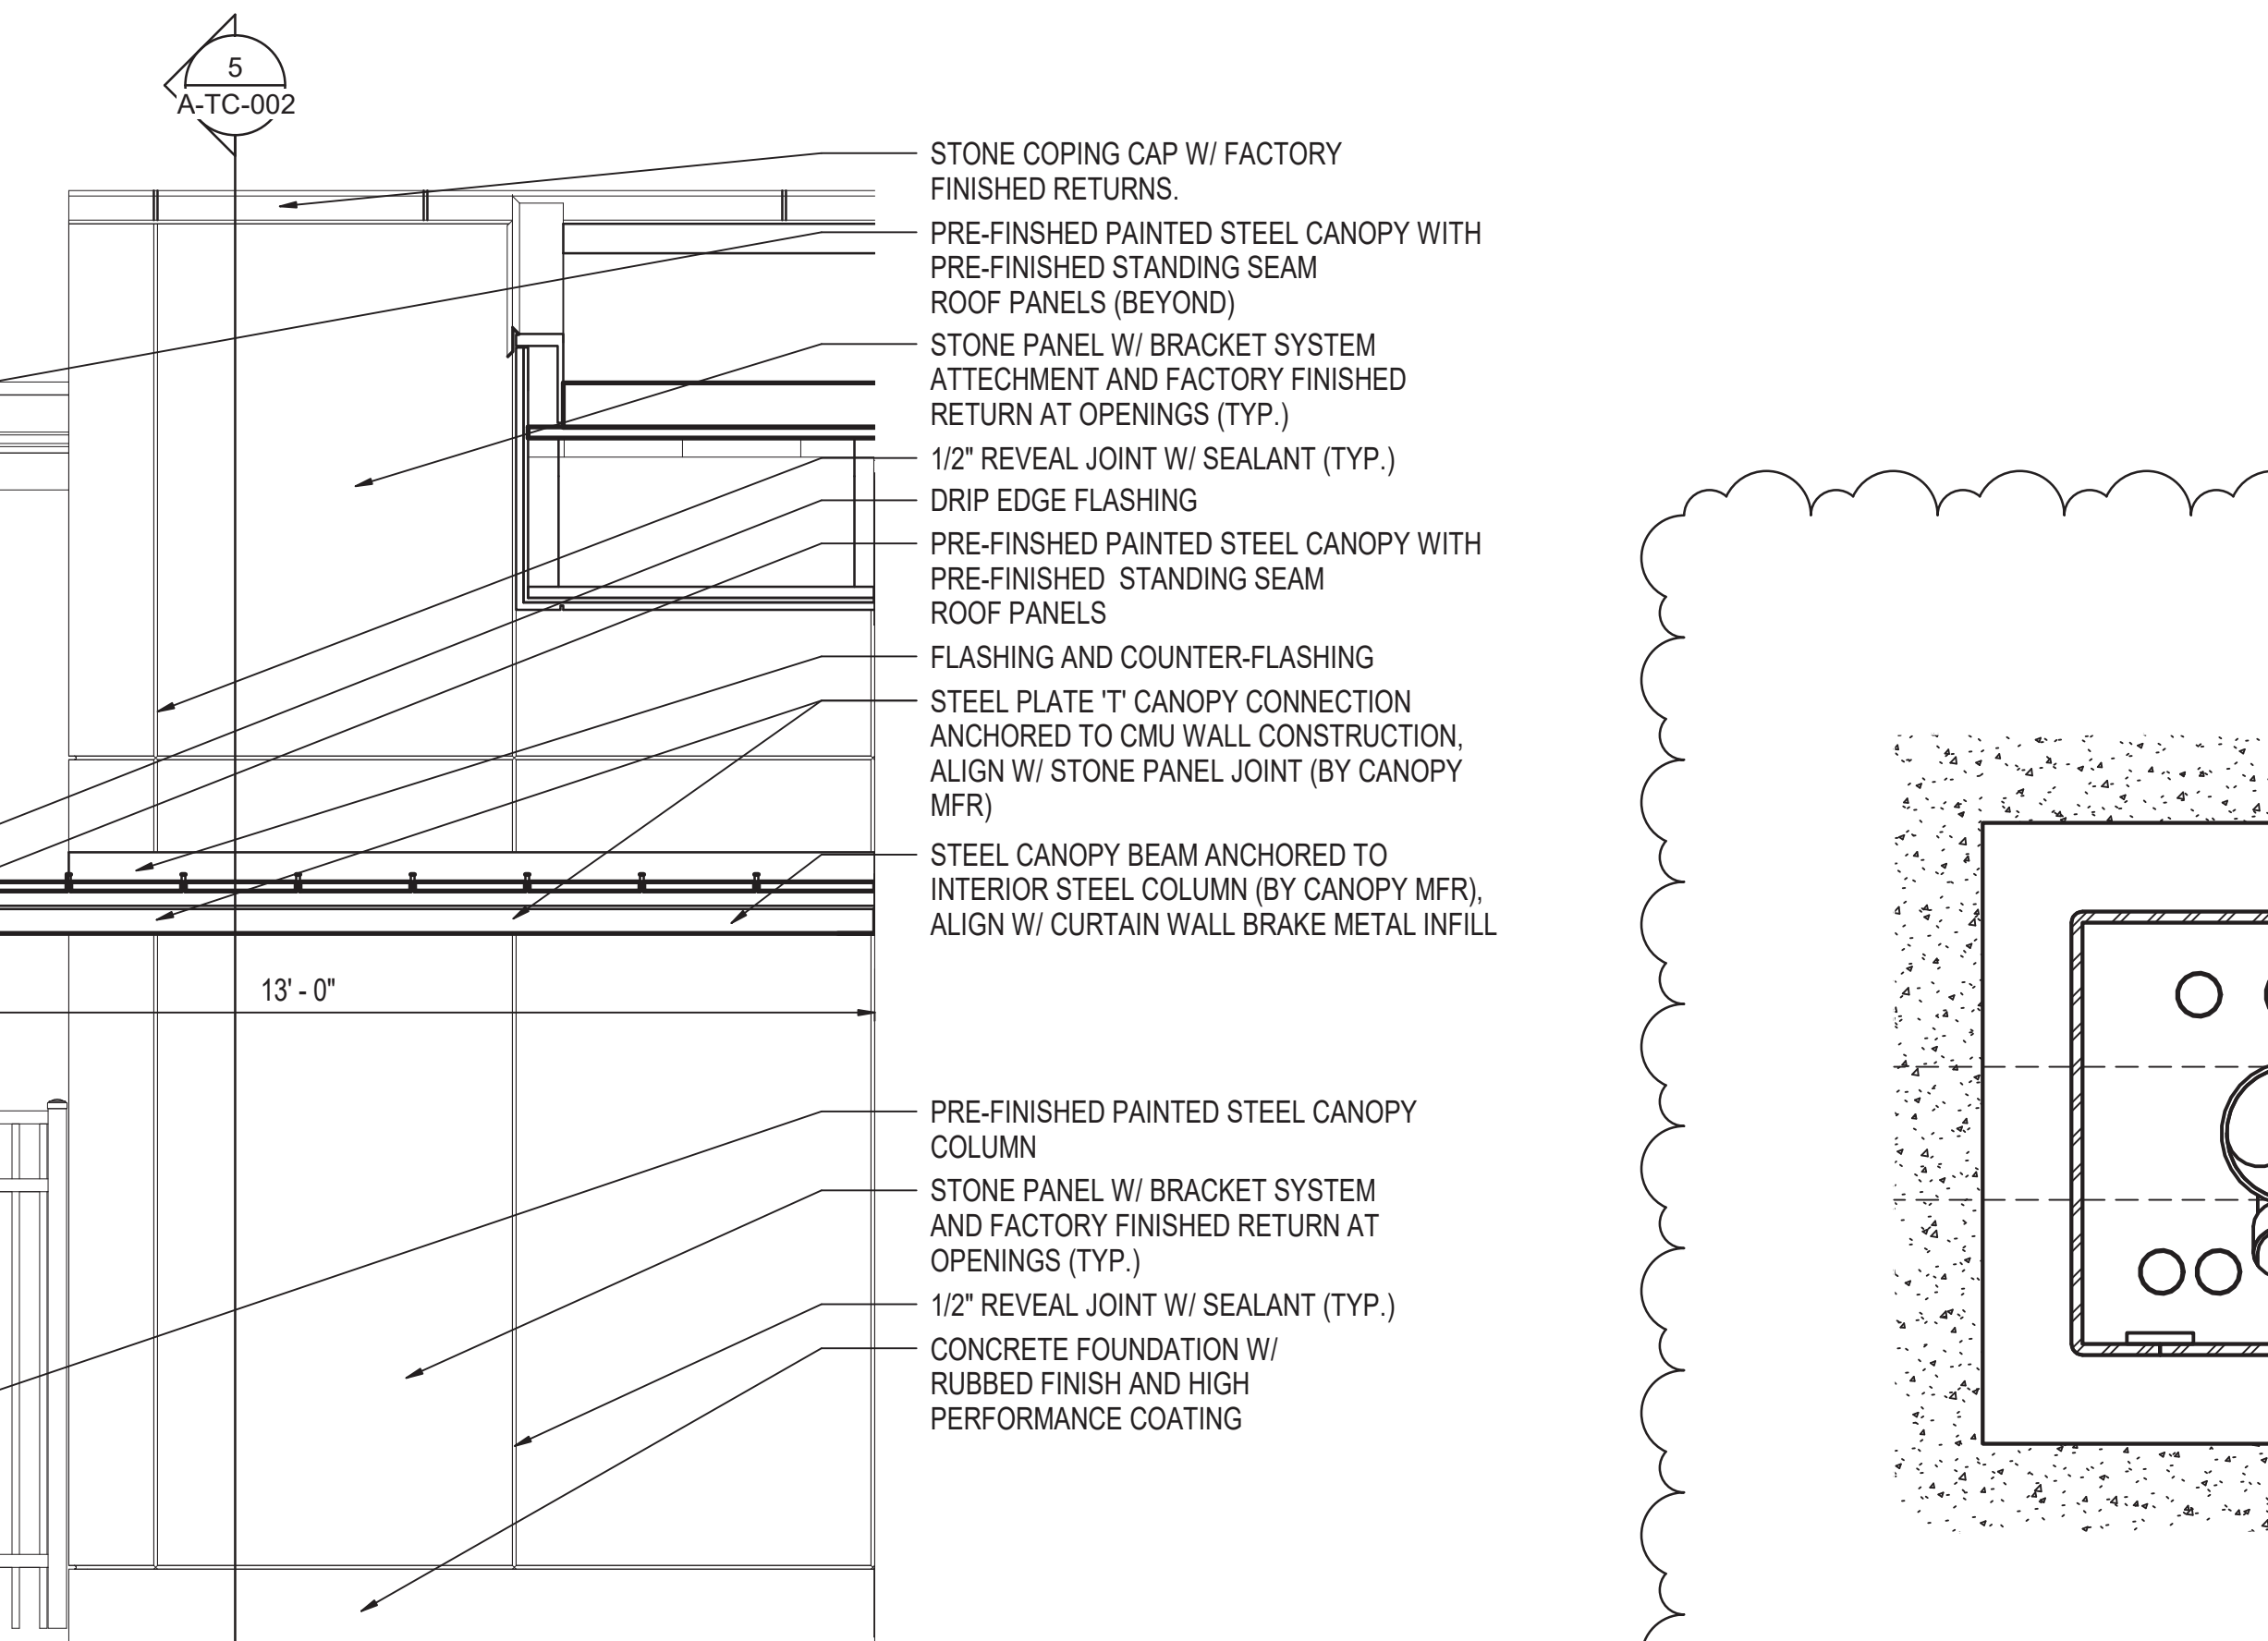 5
A-TC-002
STONE COPING CAP W/ FACTORY
FINISHED RETURNS.
PRE-FINSHED PAINTED STEEL CANOPY WITH
PRE-FINISHED STANDING SEAM
ROOF PANELS (BEYOND)
STONE PANEL W/ BRACKET SYSTEM
ATTECHMENT AND FACTORY FINISHED
RETURN AT OPENINGS (TYP.)
1/2" REVEAL JOINT W/ SEALANT (TYP.)
DRIP EDGE FLASHING
PRE-FINSHED PAINTED STEEL CANOPY WITH
PRE-FINISHED STANDING SEAM
ROOF PANELS
FLASHING AND COUNTER-FLASHING
STEEL PLATE 'T' CANOPY CONNECTION
ANCHORED TO CMU WALL CONSTRUCTION,
ALIGN W/ STONE PANEL JOINT (BY CANOPY
MFR)
STEEL CANOPY BEAM ANCHORED TO
INTERIOR STEEL COLUMN (BY CANOPY MFR),
ALIGN W/ CURTAIN WALL BRAKE METAL INFILL
13' - 0"
PRE-FINISHED PAINTED STEEL CANOPY
COLUMN
STONE PANEL W/ BRACKET SYSTEM
AND FACTORY FINISHED RETURN AT
OPENINGS (TYP.)
1/2" REVEAL JOINT W/ SEALANT (TYP.)
CONCRETE FOUNDATION W/
RUBBED FINISH AND HIGH
PERFORMANCE COATING